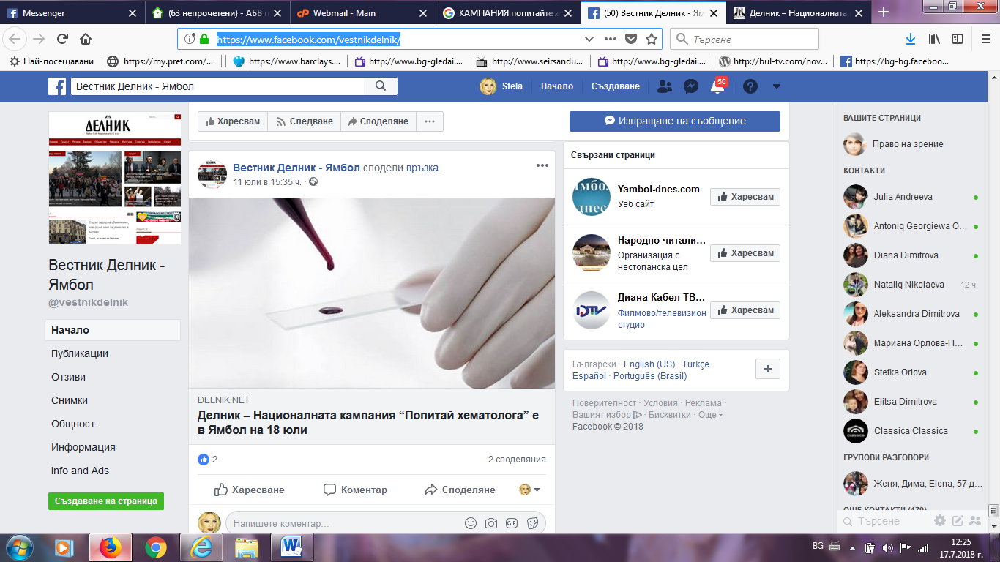 Messenger
(63 непрочетени) - АБВ п
Webmail - Main
КАМПАНИЯ попитайте х
(50) Вестник Делник - Ям
Делник – Националната
https://www.facebook.com/vestnikdelnik/
Търсене
Най-посещавани
https://my.pret.com/...
https://www.barclays....
http://www.bg-gledai....
http://www.seirsandu...
http://www.bg-gledai....
http://bul-tv.com/nov...
https://bg-bg.faceboo...
Вестник Делник - Ямбол
Stela
Начало
Създаване
50
ДЕЛНИК
Вестник Делник -
Ямбол
@vestnikdelnik
Начало
Публикации
Отзиви
Снимки
Общност
Информация
Info and Ads
Създаване на страница
Харесвам
Следване
Споделяне
Изпращане на съобщение
Вестник Делник - Ямбол сподели връзка.
11 юли в 15:35 ч. ·
DELNIK.NET
Делник – Националната кампания “Попитай хематолога” е
в Ямбол на 18 юли
2
2 споделяния
Харесване
Коментар
Споделяне
Напишете коментар...
GIF
Свързани страници
Yambol-dnes.com
Уеб сайт
Харесвам
Народно читали...
Организация с
нестопанска цел
Харесвам
Диана Кабел ТВ...
Филмово/телевизион
студио
Харесвам
Български · English (US) · Türkçe ·
Español · Português (Brasil)
Поверителност · Условия · Реклама ·
Вашият избор · Бисквитки · Още
Facebook © 2018
ВАШИТЕ СТРАНИЦИ
Право на зрение
КОНТАКТИ
Julia Andreeva
Antoniq Georgiewa O...
Diana Dimitrova
Nataliq Nikolaeva
12 ч.
Aleksandra Dimitrova
Мариана Орлова-П...
Stefka Orlova
Elitsa Dimitrova
Classica Classica
ГРУПОВИ РАЗГОВОРИ
Женя, Дима, Elena, 57 д...
ОЩЕ КОНТАКТИ (179)
Търсене
BG
12:25
17.7.2018 г.